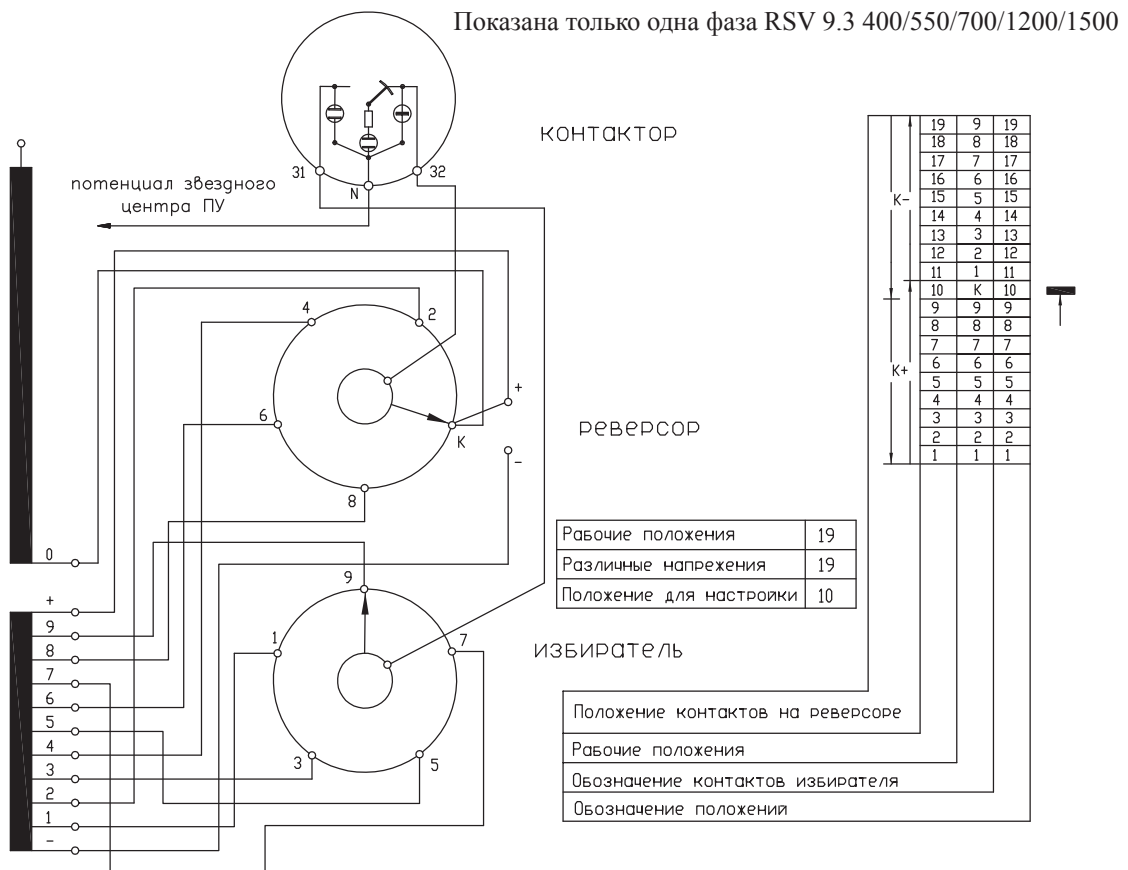 Показана только одна фаза RSV 9.3 400/550/700/1200/1500
контактор
31
N
32
потенциал звездного
центра ПУ
4
2
6
K
8
+
-
реверсор
0
+
9
8
7
6
5
4
3
2
1
-
9
1
7
3
5
избиратель
Рабочие положения 19
Различные напрежения 19
Положение для настройки 10
K-
K+
19 9 19
18 8 18
17 7 17
16 6 16
15 5 15
14 4 14
13 3 13
12 2 12
11 1 11
10 K 10
9 9 9
8 8 8
7 7 7
6 6 6
5 5 5
4 4 4
3 3 3
2 2 2
1 1 1
Положение контактов на реверсоре
Рабочие положения
Обозначение контактов избирателя
Обозначение положений